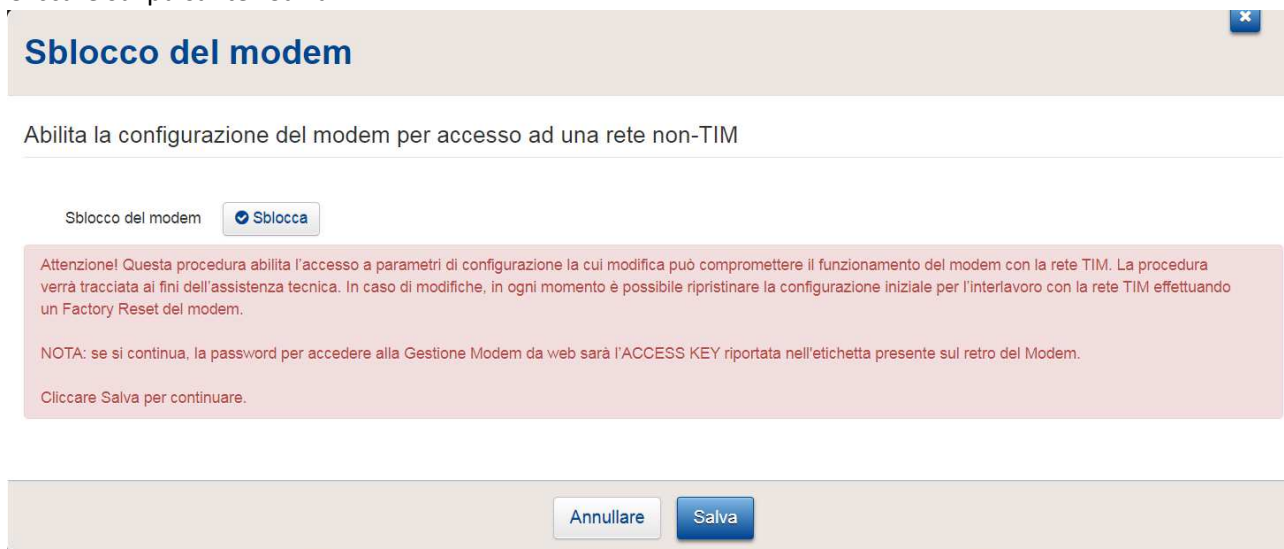 Sblocco del modem
Abilita la configurazione del modem per accesso ad una rete non-TIM
Sblocco del modem Sblocca
Attenzione! Questa procedura abilita l'accesso a parametri di configurazione la cui modifica può compromettere il funzionamento del modem con la rete TIM. La procedura
verrà tracciata ai fini dell'assistenza tecnica. In caso di modifiche, in ogni momento è possibile ripristinare la configurazione iniziale per l'interlavoro con la rete TIM effettuando
un Factory Reset del modem.
NOTA: se si continua, la password per accedere alla Gestione Modem da web sarà l'ACCESS KEY riportata nell'etichetta presente sul retro del Modem.
Cliccare Salva per continuare.
Annullare Salva